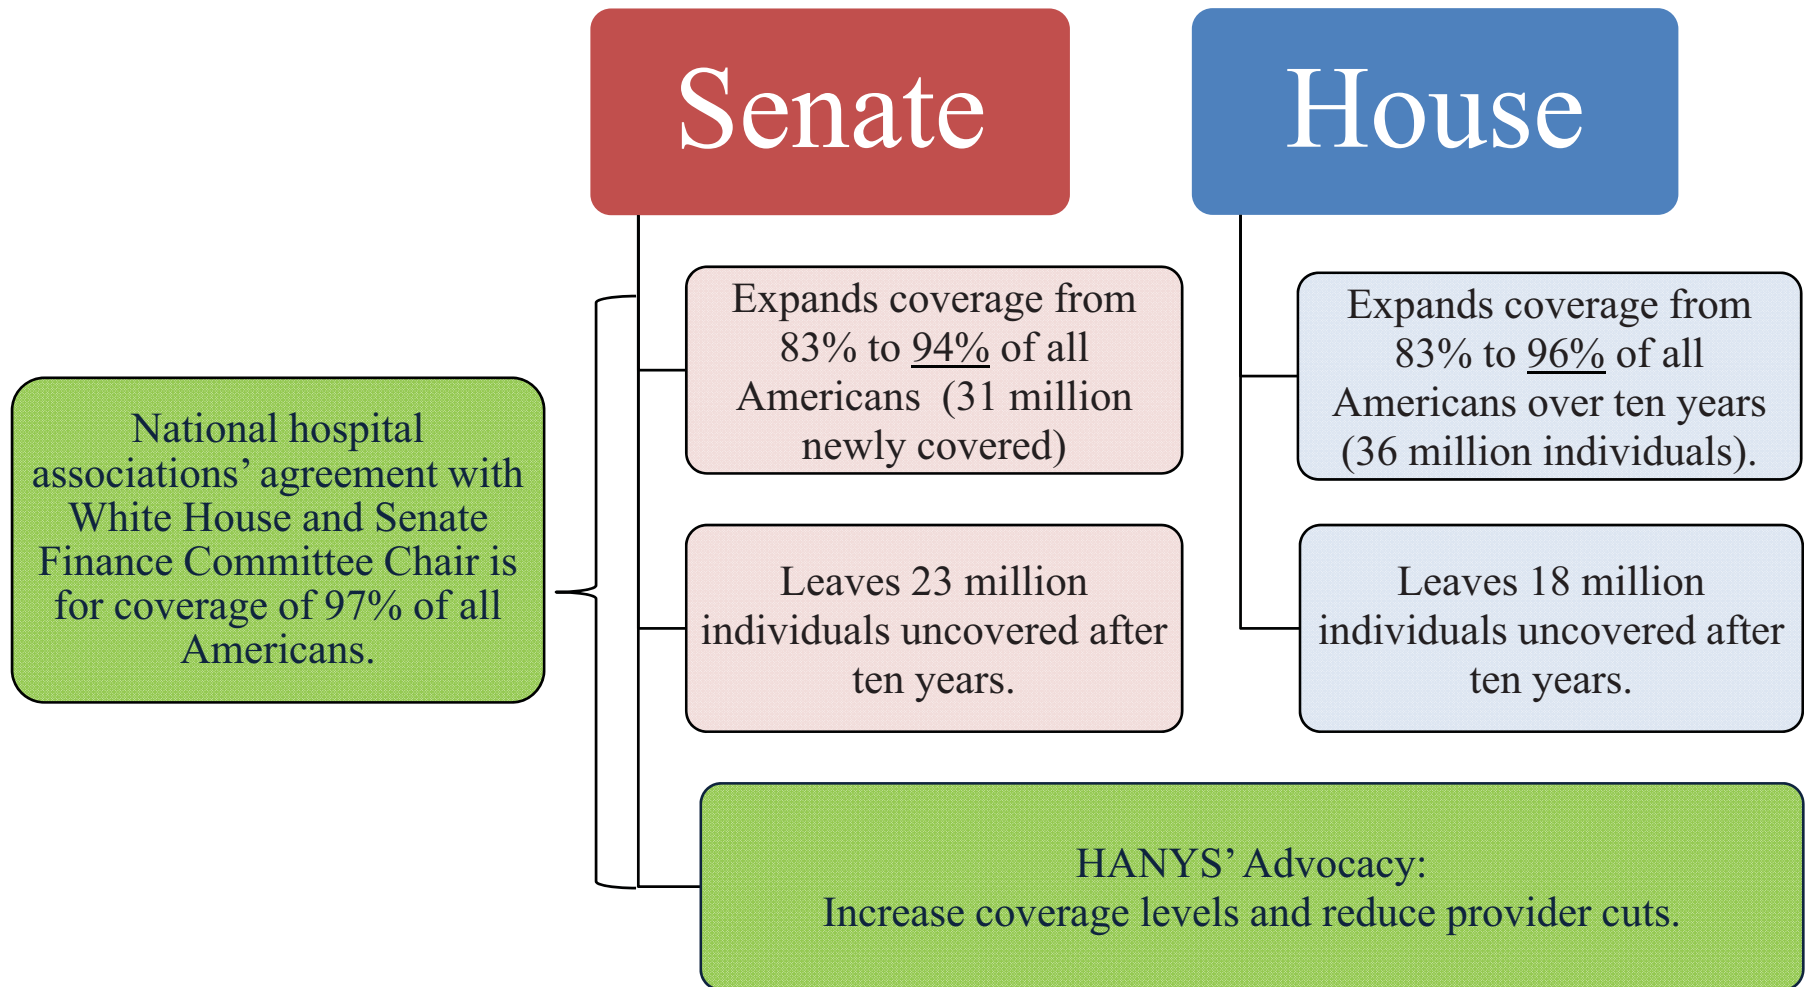 Senate
House
Expands coverage from
83% to 94% of all
Americans (31 million
newly covered)
Expands coverage from
83% to 96% of all
Americans over ten years
(36 million individuals).
National hospital
associations’ agreement with
White House and Senate
Finance Committee Chair is
for coverage of 97% of all
Americans.
Leaves 23 million
individuals uncovered after
ten years.
Leaves 18 million
individuals uncovered after
ten years.
HANYS’ Advocacy:
Increase coverage levels and reduce provider cuts.